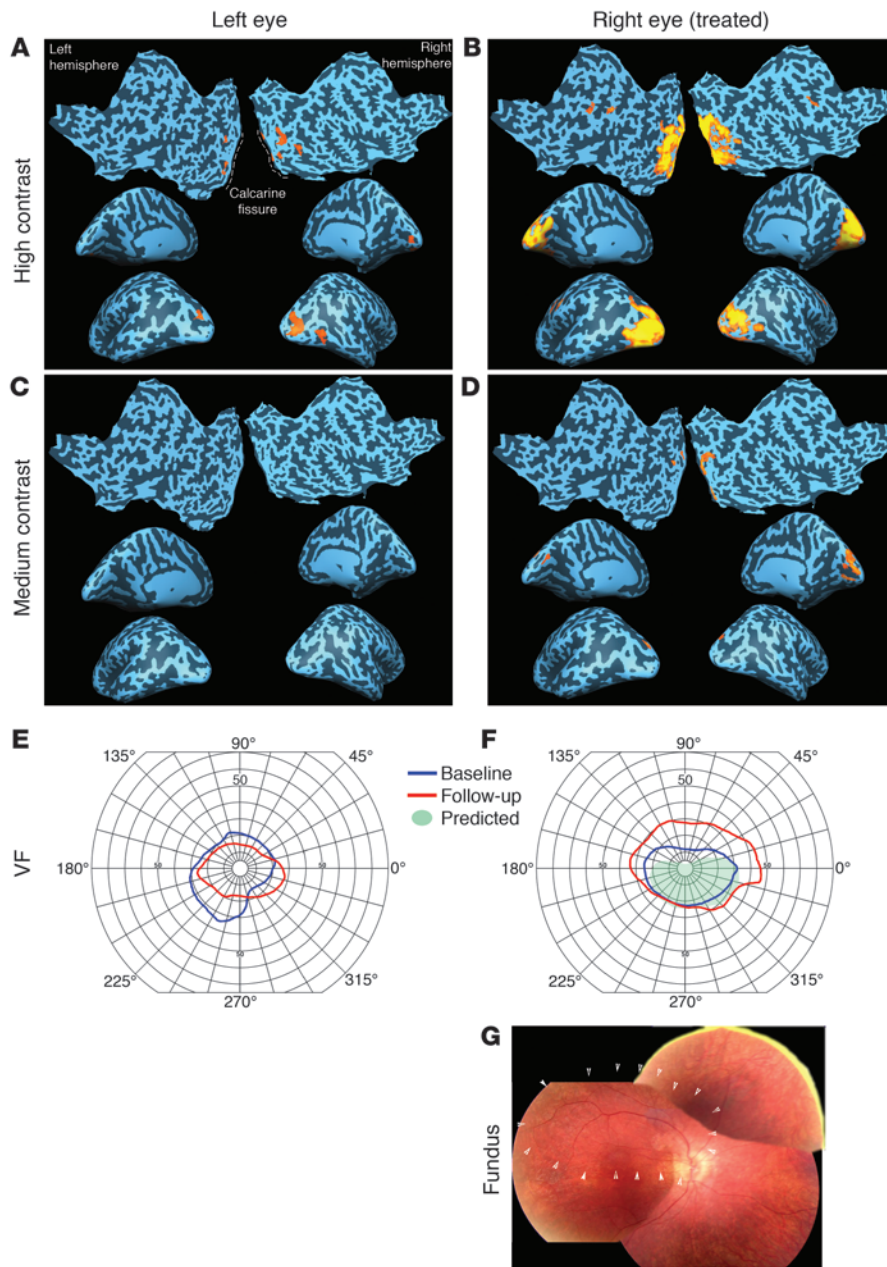 Left eye
Right eye (treated)
A
Left hemisphere
Right hemisphere
B
High contrast
Calcarine fissure
C
D
Medium contrast
E
VF
90°
135°
45°
50
180°
50
50
0°
50
225°
315°
270°
Baseline
Follow-up
Predicted
F
90°
135°
45°
50
180°
50
50
0°
50
225°
315°
270°
G
Fundus